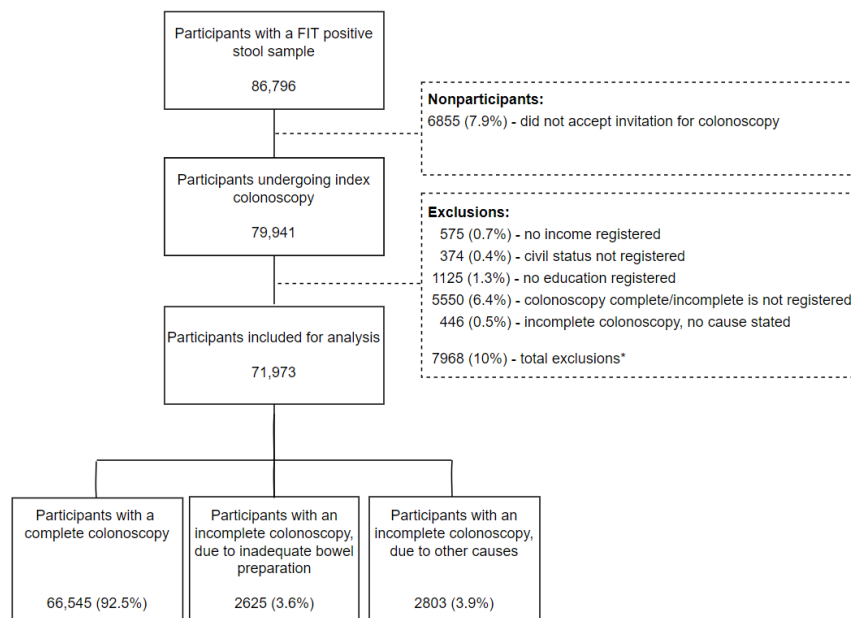 Participants with a FIT positive
stool sample
86,796
Nonparticipants:
6855 (7.9%) - did not accept invitation for colonoscopy
Participants undergoing index
colonoscopy
79,941
Exclusions:
575 (0.7%) - no income registered
374 (0.4%) - civil status not registered
1125 (1.3%) - no education registered
5550 (6.4%) - colonoscopy complete/incomplete is not registered
446 (0.5%) - incomplete colonoscopy, no cause stated
7968 (10%) - total exclusions*
Participants included for analysis
71,973
Participants with a
complete colonoscopy
66,545 (92.5%)
Participants with an
incomplete colonoscopy,
due to inadequate bowel
preparation
2625 (3.6%)
Participants with an
incomplete colonoscopy,
due to other causes
2803 (3.9%)